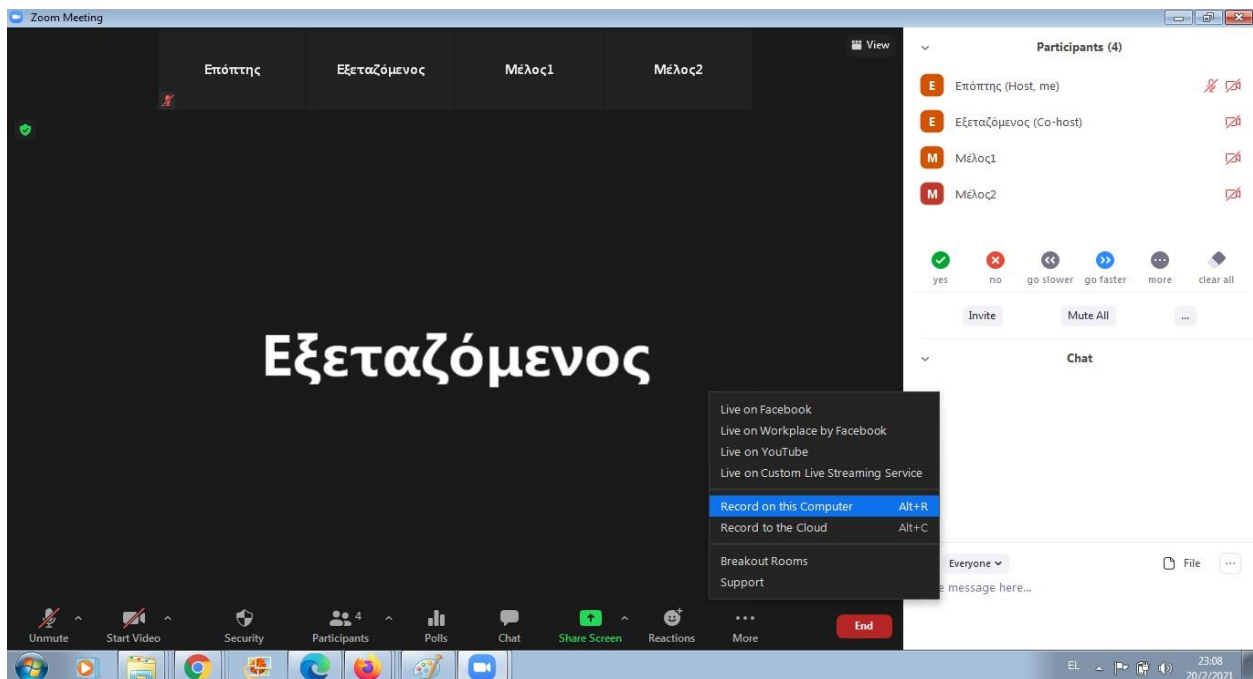 Zoom Meeting
Επόπτης
Εξεταζόμενος
Μέλος1
Μέλος2
View
Εξεταζόμενος
Participants (4)
E Επόπτης (Host, me)
E Εξεταζόμενος (Co-host)
M Μέλος1
M Μέλος2
yes no go slower go faster more clear all
Invite Mute All ...
Chat
Live on Facebook
Live on Workplace by Facebook
Live on YouTube
Live on Custom Live Streaming Service
Record on this Computer Alt+R
Record to the Cloud Alt+C
Breakout Rooms
Support
Everyone File
message here...
Unmute Start Video Security Participants 4 Polls Chat Share Screen Reactions More End
EL 23:08
20/2/2021